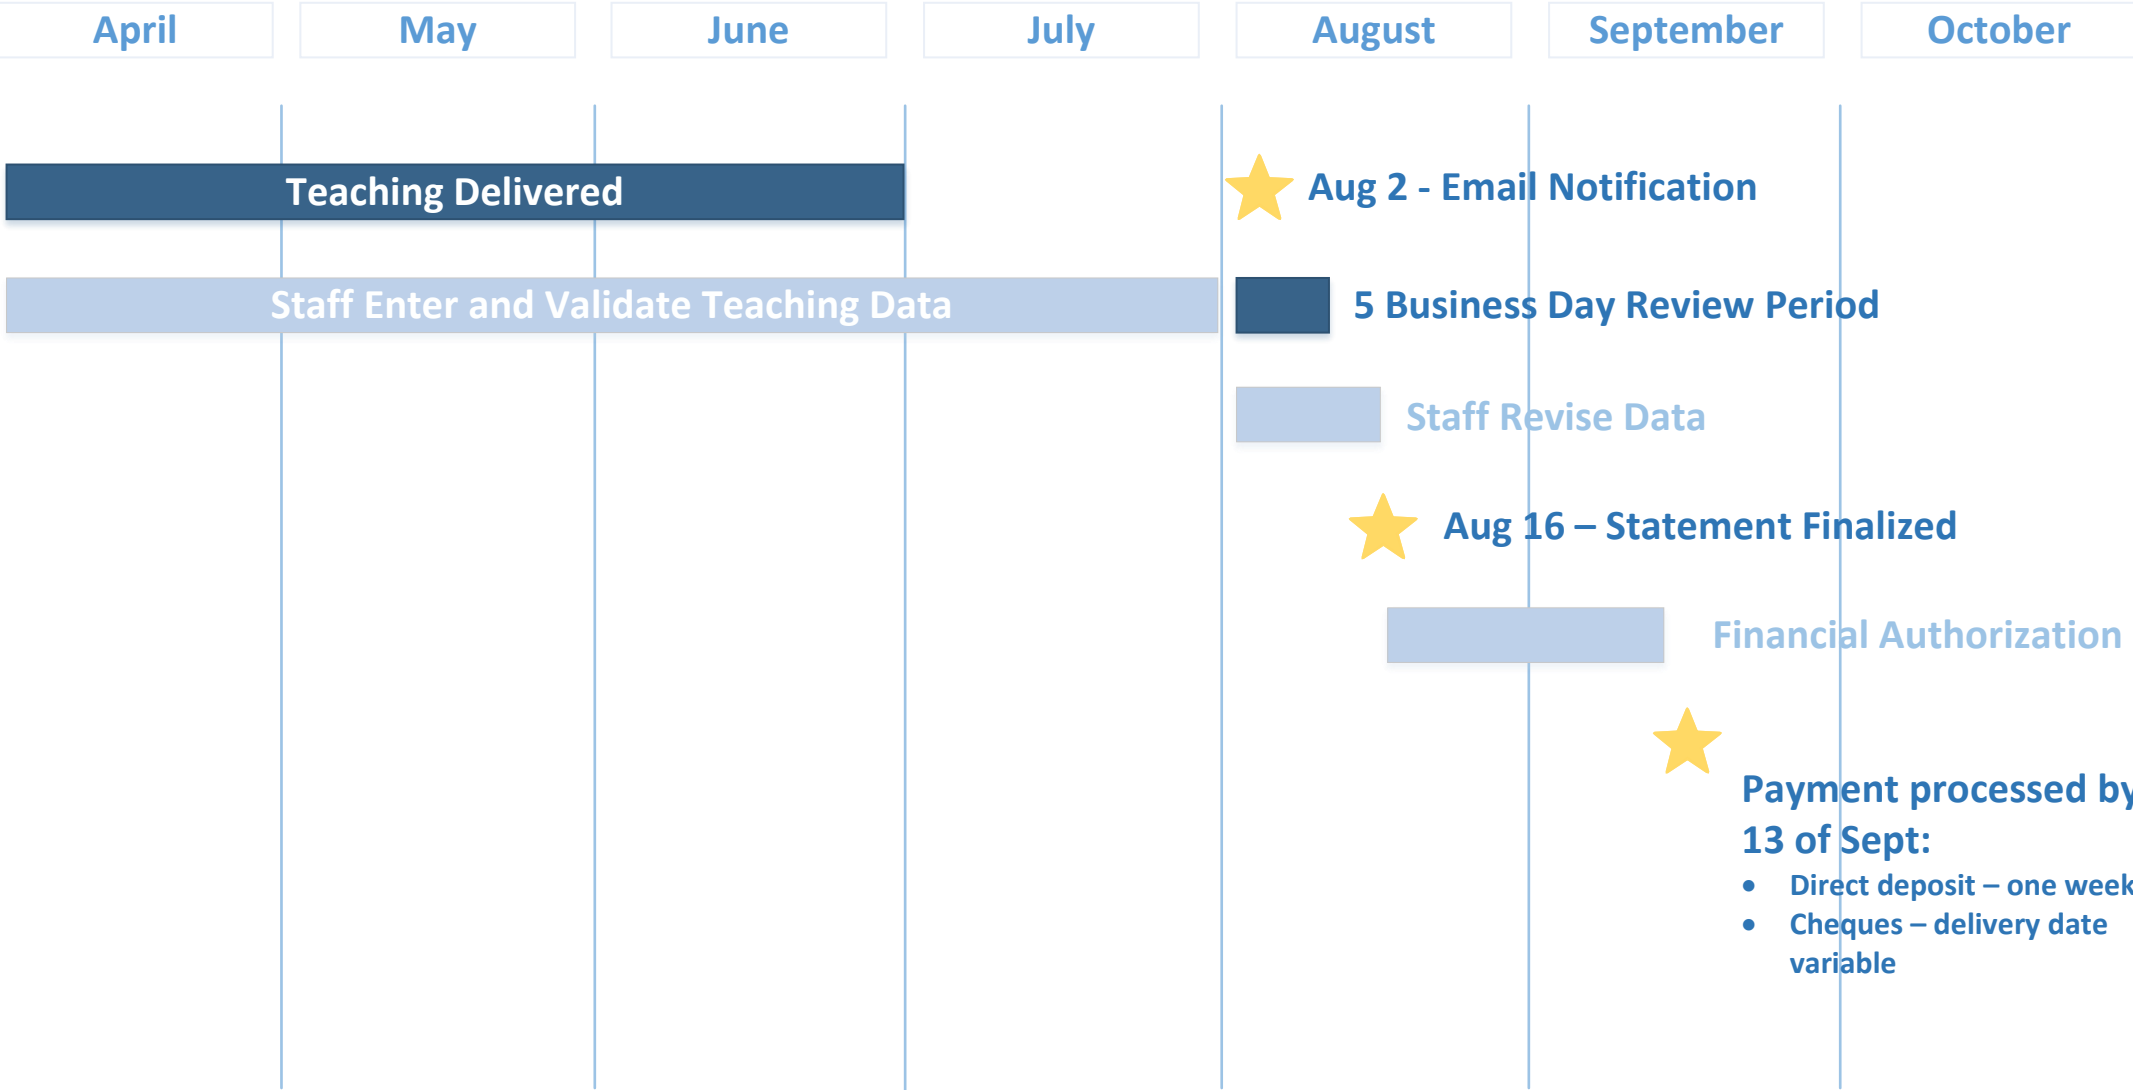 April
May
June
July
August
September
October
Teaching Delivered
Aug 2 - Email Notification
Staff Enter and Validate Teaching Data
5 Business Day Review Period
Staff Revise Data
Aug 16 – Statement Finalized
Financial Authorization
Payment processed by
13 of Sept:
• Direct deposit – one week
• Cheques – delivery date
variable